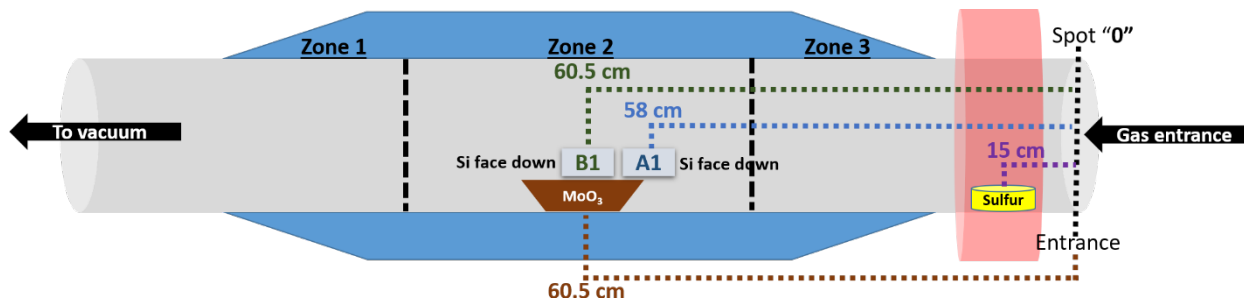 Zone 1
Zone 2
Zone 3
Spot “0”
60.5 cm
58 cm
To vacuum
Gas entrance
15 cm
Si face down
B1
A1
Si face down
MoO₃
Sulfur
Entrance
60.5 cm